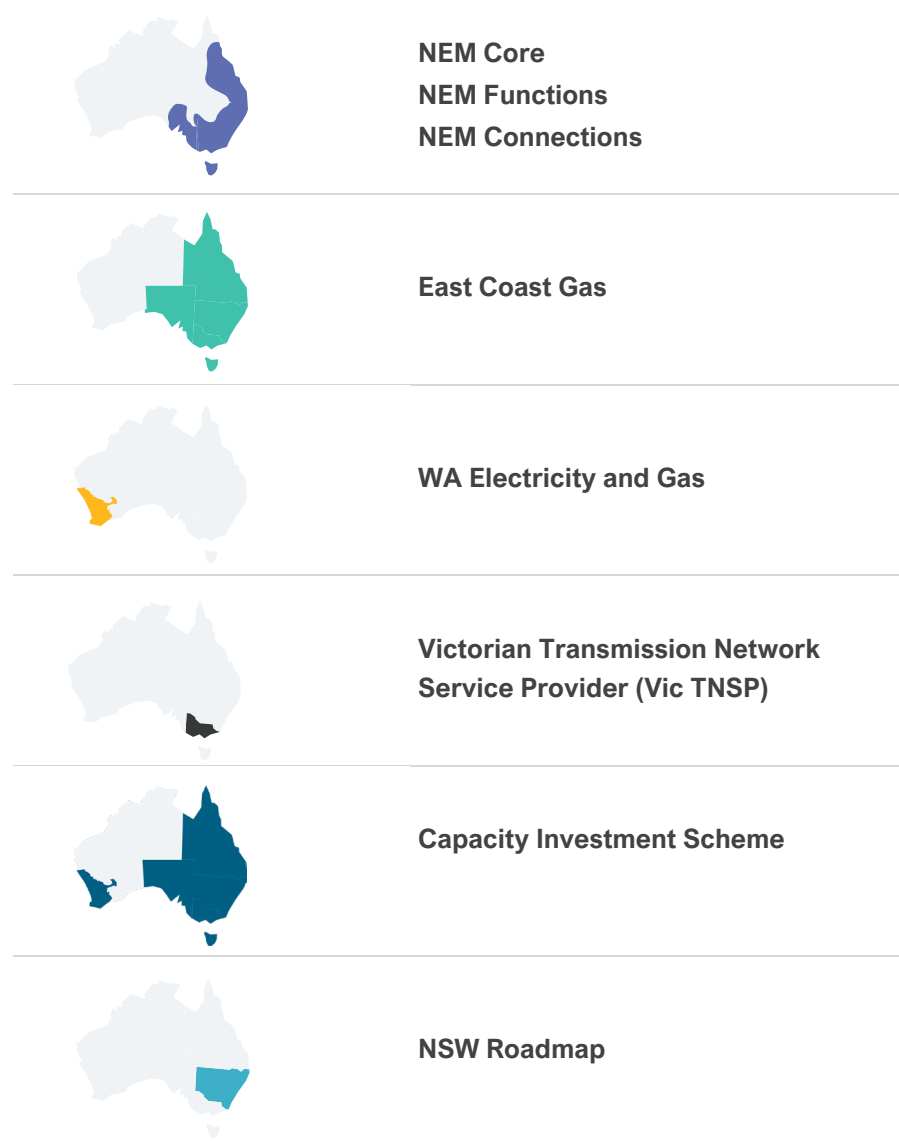 NEM Core
NEM Functions
NEM Connections
East Coast Gas
WA Electricity and Gas
Victorian Transmission Network
Service Provider (Vic TNSP)
Capacity Investment Scheme
NSW Roadmap